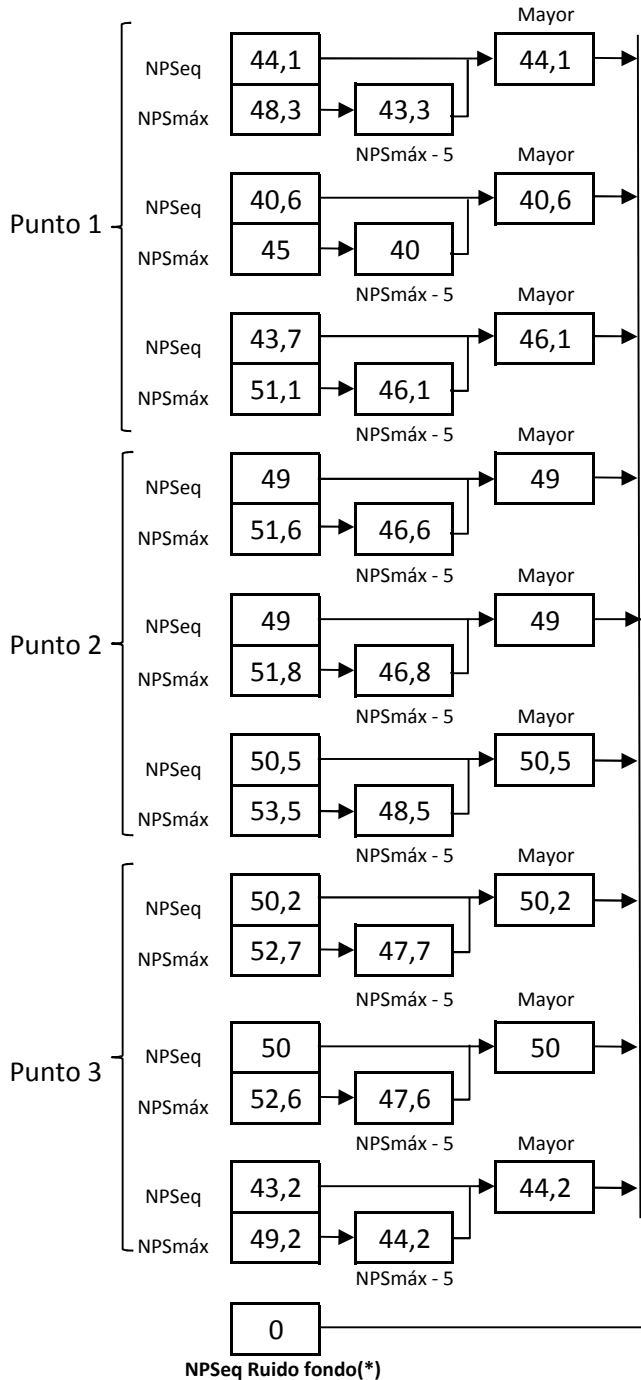 Mayor
NPSeq 44,1 44,1
NPSmáx 48,3 43,3
NPSmáx - 5 Mayor
NPSeq 40,6 40,6
Punto 1
NPSmáx 45 40
NPSmáx - 5 Mayor
NPSeq 43,7 46,1
NPSmáx 51,1 46,1
NPSmáx - 5 Mayor
NPSeq 49 49
NPSmáx 51,6 46,6
NPSmáx - 5 Mayor
NPSeq 49 49
Punto 2
NPSmáx 51,8 46,8
NPSmáx - 5 Mayor
NPSeq 50,5 50,5
NPSmáx 53,5 48,5
NPSmáx - 5 Mayor
NPSeq 50,2 50,2
NPSmáx 52,7 47,7
NPSmáx - 5 Mayor
NPSeq 50 50
Punto 3
NPSmáx 52,6 47,6
NPSmáx - 5 Mayor
NPSeq 43,2 44,2
NPSmáx 49,2 44,2
NPSmáx - 5
0
NPSeq Ruido fondo(*)